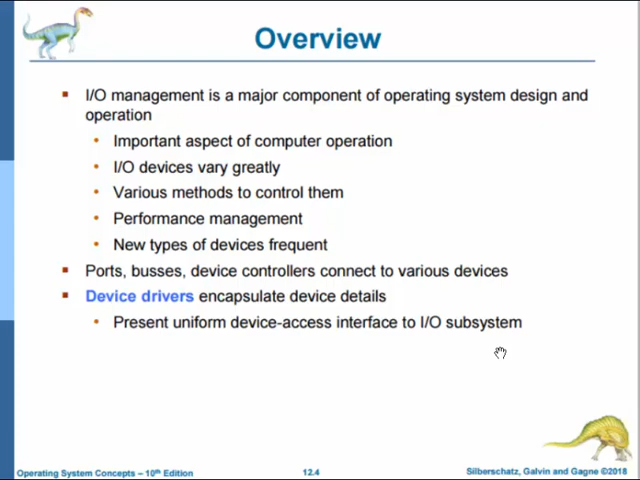 Overview
▪ I/O management is a major component of operating system design and
operation
• Important aspect of computer operation
• I/O devices vary greatly
• Various methods to control them
• Performance management
• New types of devices frequent
▪ Ports, busses, device controllers connect to various devices
▪ Device drivers encapsulate device details
• Present uniform device-access interface to I/O subsystem
Operating System Concepts – 10th Edition
12.4
Silberschatz, Galvin and Gagne ©2018